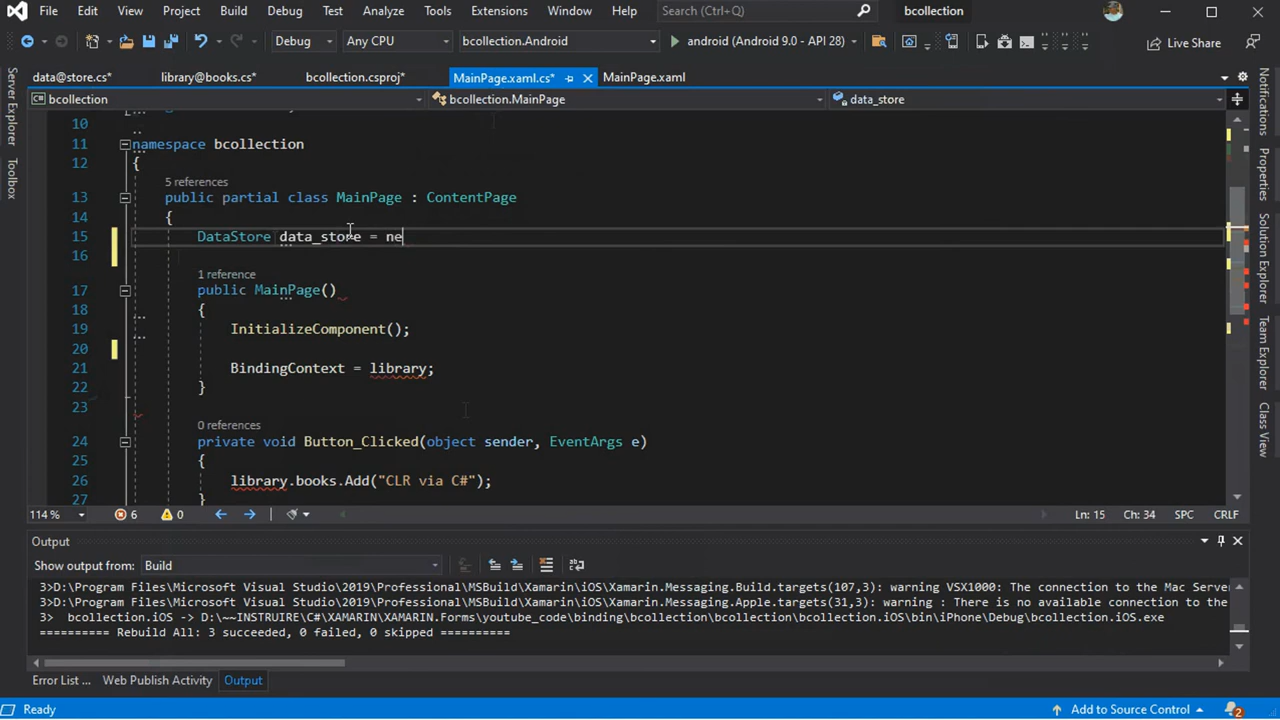 File Edit View Project Build Debug Test Analyze Tools Extensions Window Help Search (Ctrl+Q) bcollection
Debug Any CPU bcollection.Android android (Android 9.0 - API 28) Live Share
data@store.cs* library@books.cs* bcollection.csproj* MainPage.xaml.cs* MainPage.xaml
bcollection bcollection.MainPage data_store
Server Explorer
Toolbox
Notifications
Properties
Solution Explorer
Team Explorer
Class View
10
11 namespace bcollection
12 {
5 references
13 public partial class MainPage : ContentPage
14 {
15 DataStore data_store = ne
16
1 reference
17 public MainPage()
18 {
19 InitializeComponent();
20
21 BindingContext = library;
22 }
23
0 references
24 private void Button_Clicked(object sender, EventArgs e)
25 {
26 library.books.Add("CLR via C#");
27 }
114 % 6 0 Ln: 15 Ch: 34 SPC CRLF
Output
Show output from: Build
3>D:\Program Files\Microsoft Visual Studio\2019\Professional\MSBuild\Xamarin\iOS\Xamarin.Messaging.Build.targets(107,3): warning VSX1000: The connection to the Mac Serve
3>D:\Program Files\Microsoft Visual Studio\2019\Professional\MSBuild\Xamarin\iOS\Xamarin.Messaging.Apple.targets(31,3): warning : There is no available connection to the
3> bcollection.iOS -> D:\~~INSTRUIRE\C#\XAMARIN\XAMARIN.Forms\youtube_code\binding\bcollection\bcollection\bcollection.iOS\bin\iPhone\Debug\bcollection.iOS.exe
========== Rebuild All: 3 succeeded, 0 failed, 0 skipped ==========
Error List ... Web Publish Activity Output
Ready Add to Source Control 2